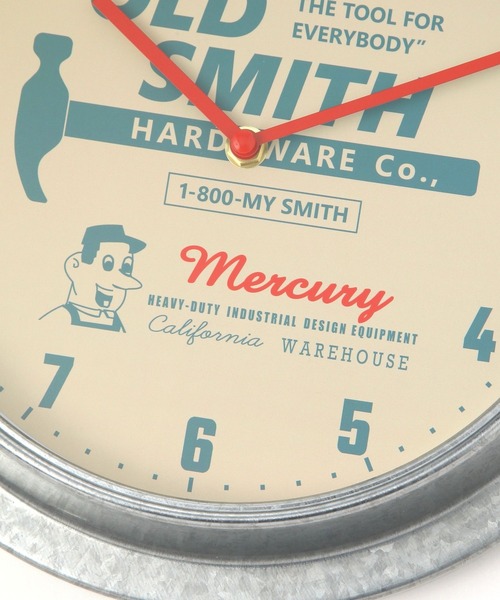 OLD
THE TOOL FOR
EVERYBODY”
SMITH
HARDWARE Co.,
1-800-MY SMITH
Mercury
HEAVY-DUTY INDUSTRIAL DESIGN EQUIPMENT
California WAREHOUSE
4
7
5
6